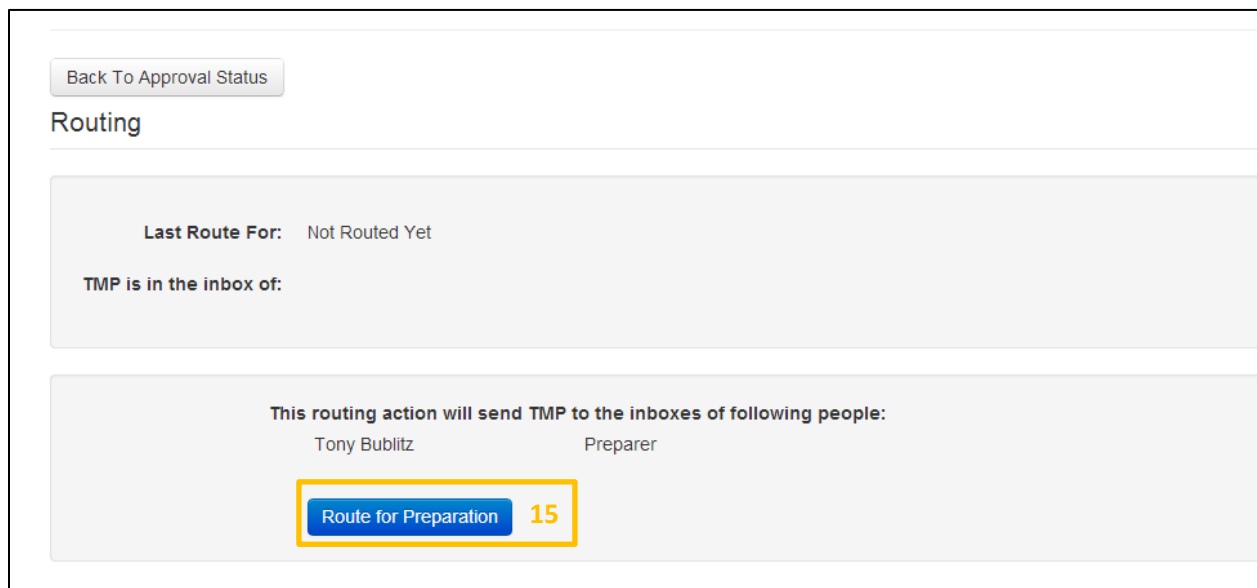 Back To Approval Status
Routing
Last Route For: Not Routed Yet
TMP is in the inbox of:
This routing action will send TMP to the inboxes of following people:
Tony Bublitz Preparer
Route for Preparation 15